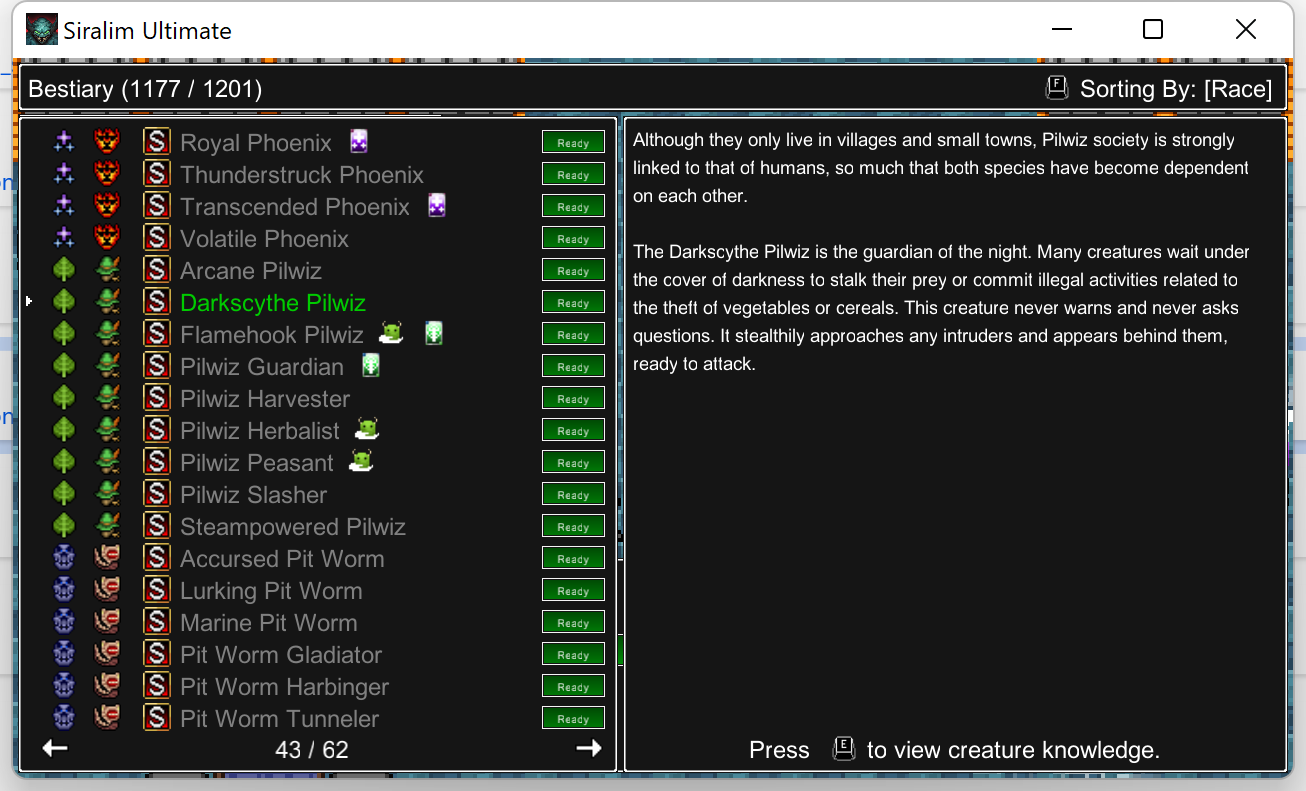 Siralim Ultimate
Bestiary (1177 / 1201)
F Sorting By: [Race]
S Royal Phoenix Ready
S Thunderstruck Phoenix Ready
S Transcended Phoenix Ready
S Volatile Phoenix Ready
S Arcane Pilwiz Ready
S Darkscythe Pilwiz Ready
S Flamehook Pilwiz Ready
S Pilwiz Guardian Ready
S Pilwiz Harvester Ready
S Pilwiz Herbalist Ready
S Pilwiz Peasant Ready
S Pilwiz Slasher Ready
S Steampowered Pilwiz Ready
S Accursed Pit Worm Ready
S Lurking Pit Worm Ready
S Marine Pit Worm Ready
S Pit Worm Gladiator Ready
S Pit Worm Harbinger Ready
S Pit Worm Tunneler Ready
43 / 62
Although they only live in villages and small towns, Pilwiz society is strongly
linked to that of humans, so much that both species have become dependent
on each other.
The Darkscythe Pilwiz is the guardian of the night. Many creatures wait under
the cover of darkness to stalk their prey or commit illegal activities related to
the theft of vegetables or cereals. This creature never warns and never asks
questions. It stealthily approaches any intruders and appears behind them,
ready to attack.
Press E to view creature knowledge.